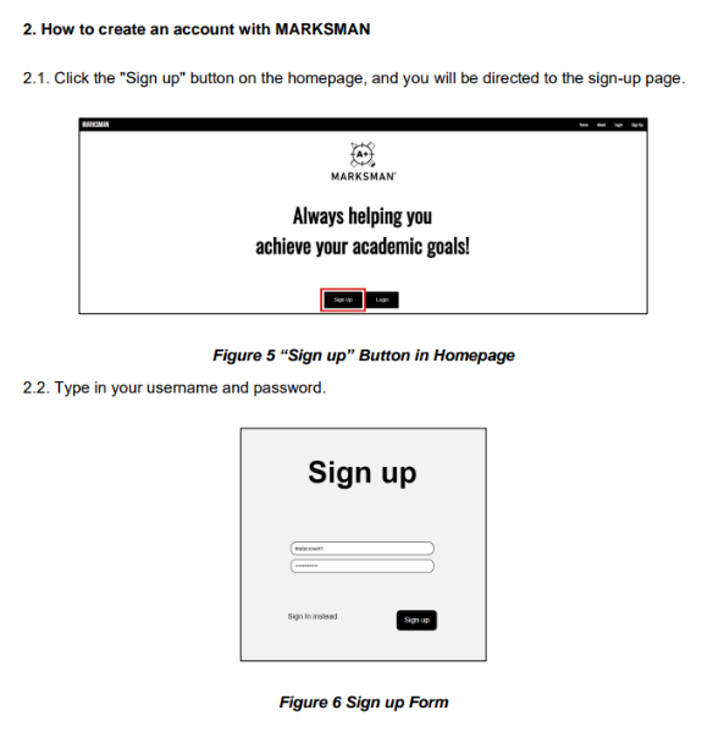 2. How to create an account with MARKSMAN
2.1. Click the "Sign up" button on the homepage, and you will be directed to the sign-up page.
MARKSMAN
Home About Login Sign Up
A+
MARKSMAN
Always helping you
achieve your academic goals!
Sign Up Login
Figure 5 “Sign up” Button in Homepage
2.2. Type in your username and password.
Sign up
testaccount1
Sign In instead Sign up
Figure 6 Sign up Form